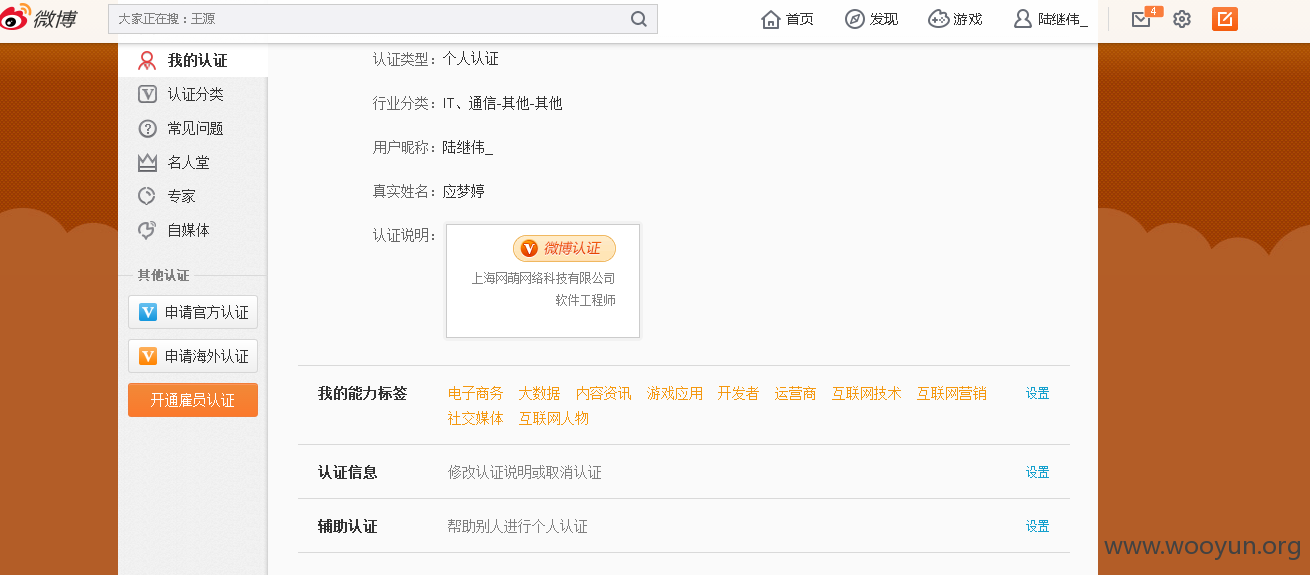 微博 大家正在搜：王源 首页 发现 游戏 陆继伟_ 4
我的认证
认证分类
常见问题
名人堂
专家
自媒体
其他认证
V 申请官方认证
V 申请海外认证
开通雇员认证
认证类型：个人认证
行业分类：IT、通信-其他-其他
用户昵称：陆继伟_
真实姓名：应梦婷
认证说明：
V 微博认证
上海网萌网络科技有限公司
软件工程师
我的能力标签 电子商务 大数据 内容资讯 游戏应用 开发者 运营商 互联网技术 互联网营销 设置
社交媒体 互联网人物
认证信息 修改认证说明或取消认证 设置
辅助认证 帮助别人进行个人认证 设置
www.wooyun.org